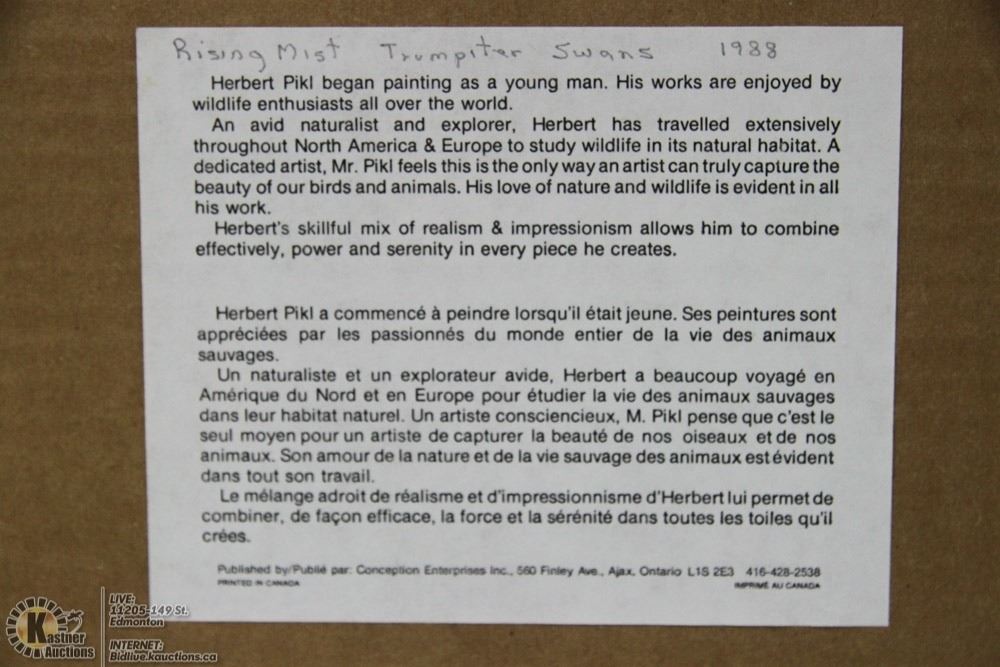 Rising Mist Trumpiter Swans 1988
Herbert Pikl began painting as a young man. His works are enjoyed by
wildlife enthusiasts all over the world.
An avid naturalist and explorer, Herbert has travelled extensively
throughout North America & Europe to study wildlife in its natural habitat. A
dedicated artist, Mr. Pikl feels this is the only way an artist can truly capture the
beauty of our birds and animals. His love of nature and wildlife is evident in all
his work.
Herbert's skillful mix of realism & impressionism allows him to combine
effectively, power and serenity in every piece he creates.
Herbert Pikl a commencé à peindre lorsqu'il était jeune. Ses peintures sont
appréciées par les passionnés du monde entier de la vie des animaux
sauvages.
Un naturaliste et un explorateur avide, Herbert a beaucoup voyagé en
Amérique du Nord et en Europe pour étudier la vie des animaux sauvages
dans leur habitat naturel. Un artiste consciencieux, M. Pikl pense que c'est le
seul moyen pour un artiste de capturer la beauté de nos oiseaux et de nos
animaux. Son amour de la nature et de la vie sauvage des animaux est évident
dans tout son travail.
Le mélange adroit de réalisme et d'impressionnisme d'Herbert lui permet de
combiner, de façon efficace, la force et la sérénité dans toutes les toiles qu'il
crées.
Published by/Publié par: Conception Enterprises Inc., 560 Finley Ave., Ajax, Ontario L1S 2E3 416-428-2538
PRINTED IN CANADA IMPRIMÉ AU CANADA
Kastner
Auctions
LIVE:
11205-149 St.
Edmonton
INTERNET:
Bidlive.kauctions.ca